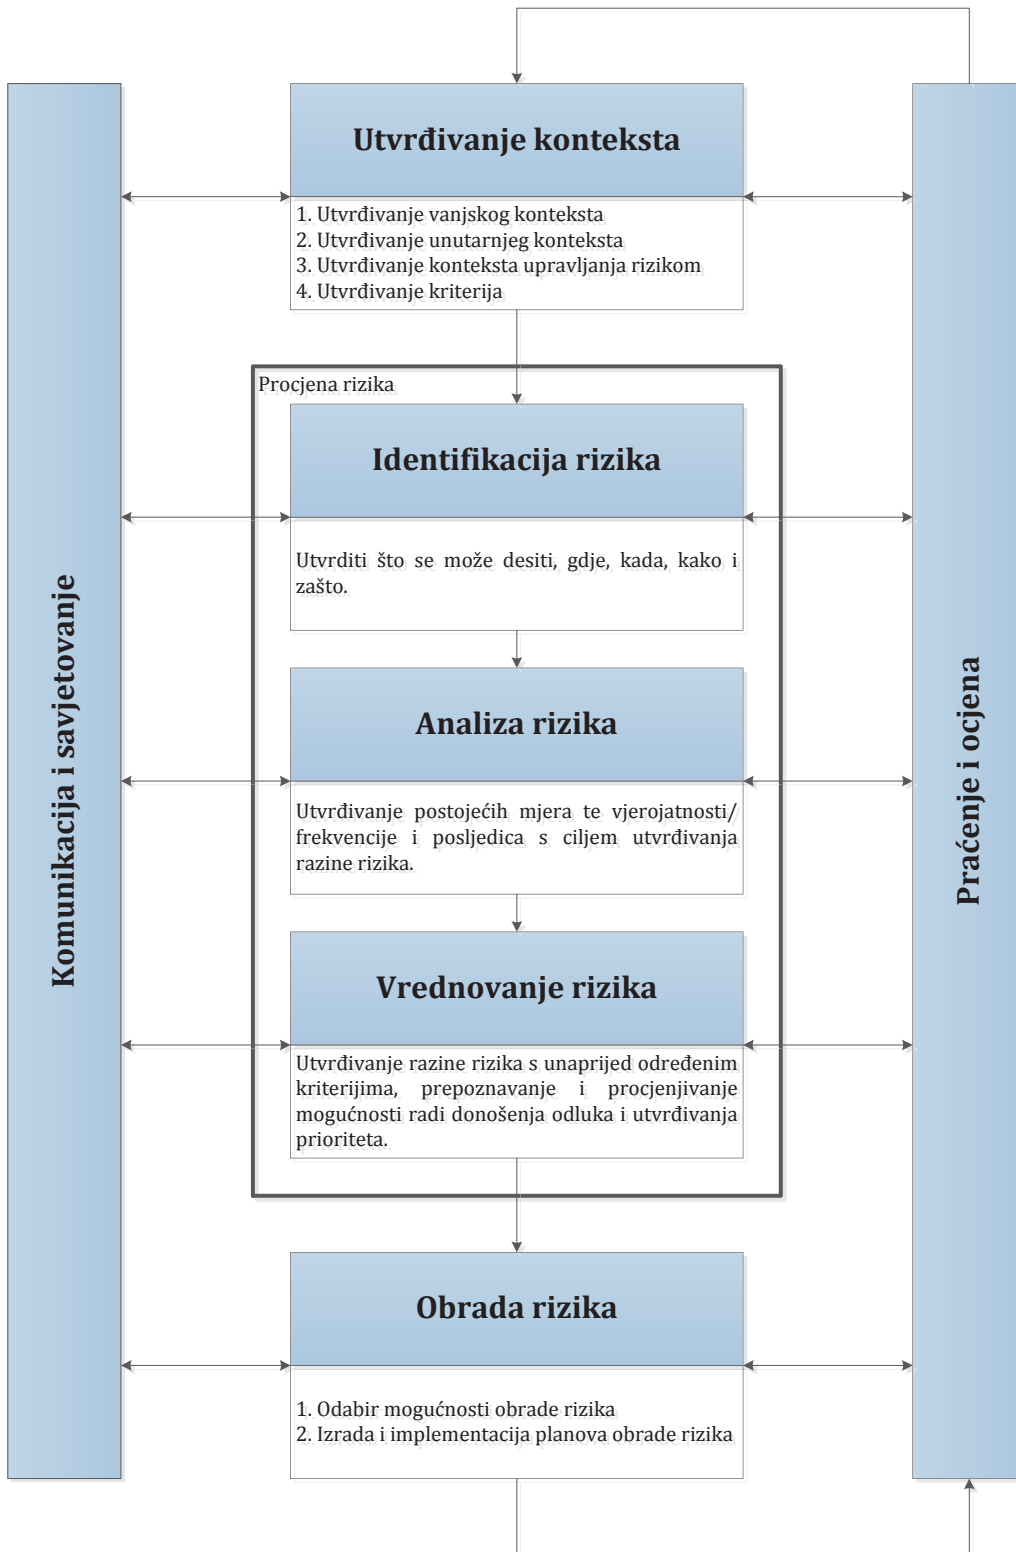 Utvrđivanje konteksta
1. Utvrđivanje vanjskog konteksta
2. Utvrđivanje unutarnjeg konteksta
3. Utvrđivanje konteksta upravljanja rizikom
4. Utvrđivanje kriterija
Procjena rizika
Identifikacija rizika
Utvrditi što se može desiti, gdje, kada, kako i
zašto.
Komunikacija i savjetovanje
Analiza rizika
Utvrđivanje postojećih mjera te vjerojatnosti/
frekvencije i posljedica s ciljem utvrđivanja
razine rizika.
Praćenje i ocjena
Vrednovanje rizika
Utvrđivanje razine rizika s unaprijed određenim
kriterijima, prepoznavanje i procjenjivanje
mogućnosti radi donošenja odluka i utvrđivanja
prioriteta.
Obrada rizika
1. Odabir mogućnosti obrade rizika
2. Izrada i implementacija planova obrade rizika